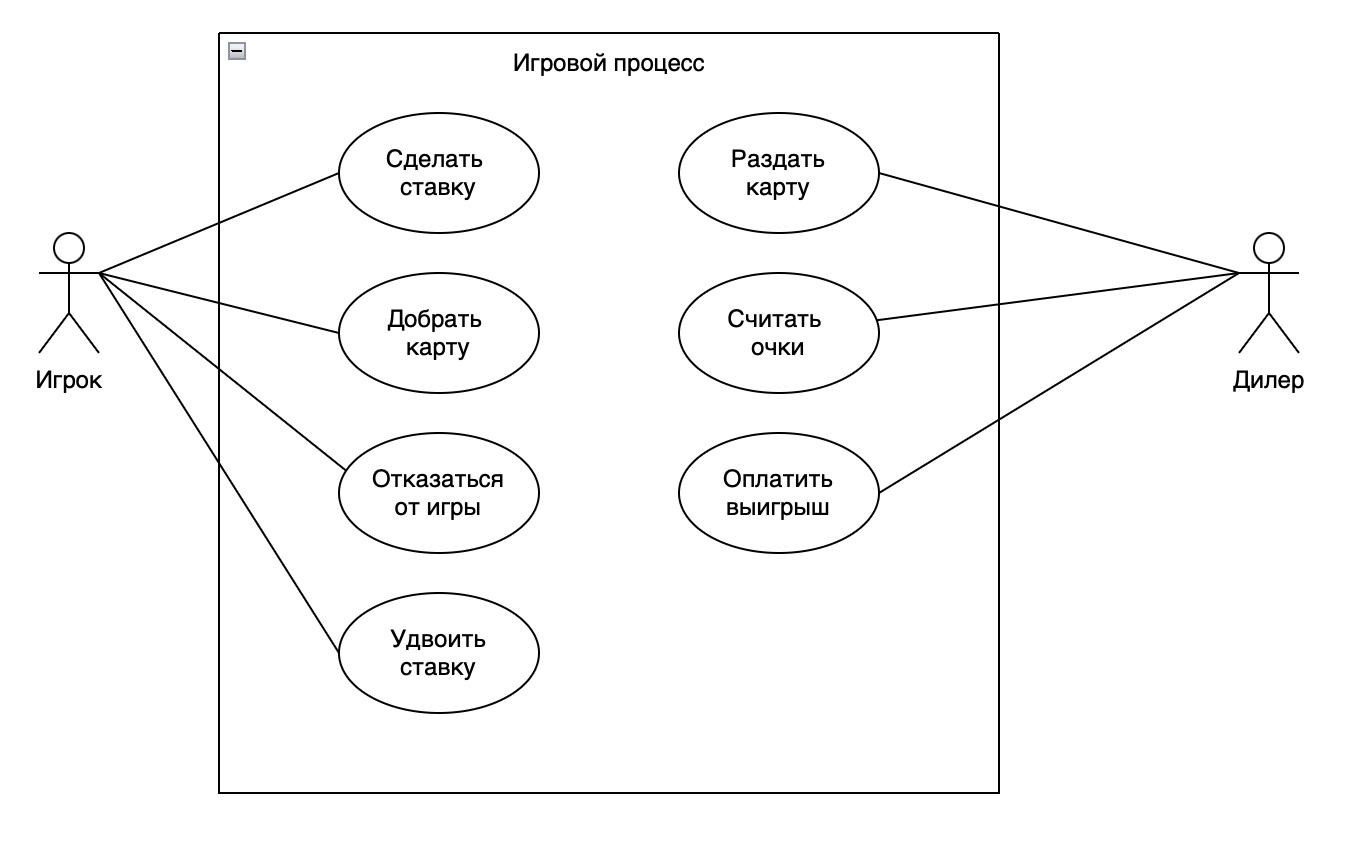 Игровой процесс
Сделать
ставку
Раздать
карту
Добрать
карту
Считать
очки
Игрок
Дилер
Отказаться
от игры
Оплатить
выигрыш
Удвоить
ставку